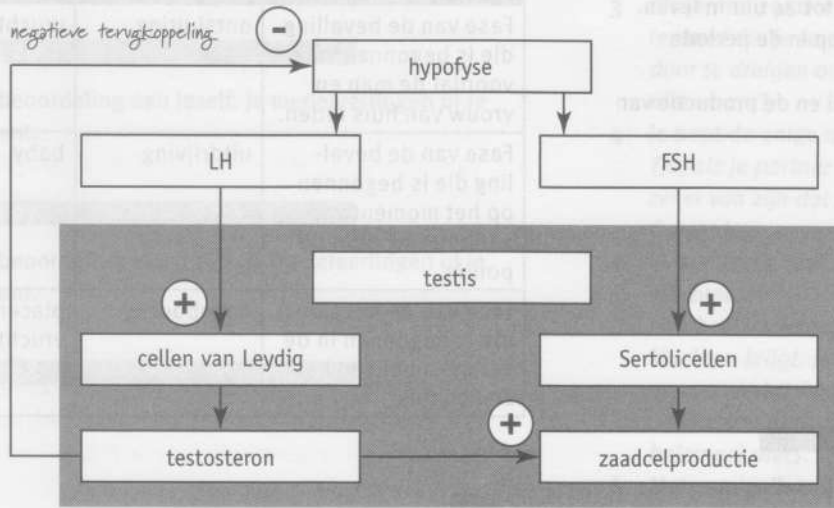 negatieve terugkoppeling
-
hypofyse
LH
FSH
testis
+
+
cellen van Leydig
Sertolicellen
+
testosteron
zaadcelproductie